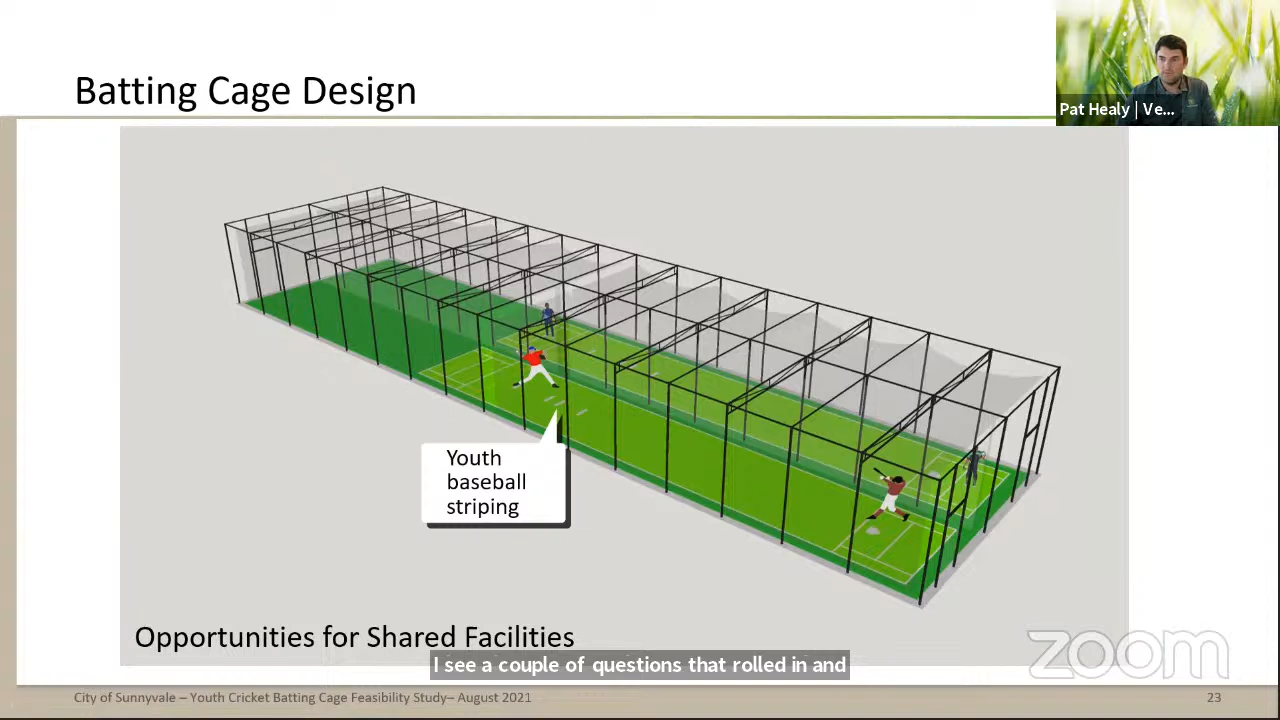 Batting Cage Design
Pat Healy | Ve...
Youth
baseball
striping
Opportunities for Shared Facilities
I see a couple of questions that rolled in and
zoom
City of Sunnyvale – Youth Cricket Batting Cage Feasibility Study– August 2021
23